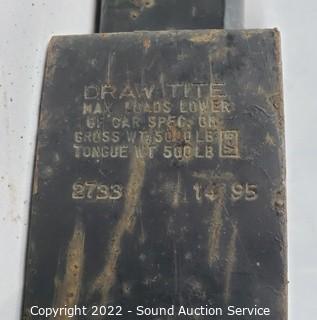 DRAW TITE
MAX LOADS LOWER
OF CAR SPEC. OR
GROSS WT 5000 LB
TONGUE WT 500 LB V-5
2733 14 95
Copyright 2022 - Sound Auction Service